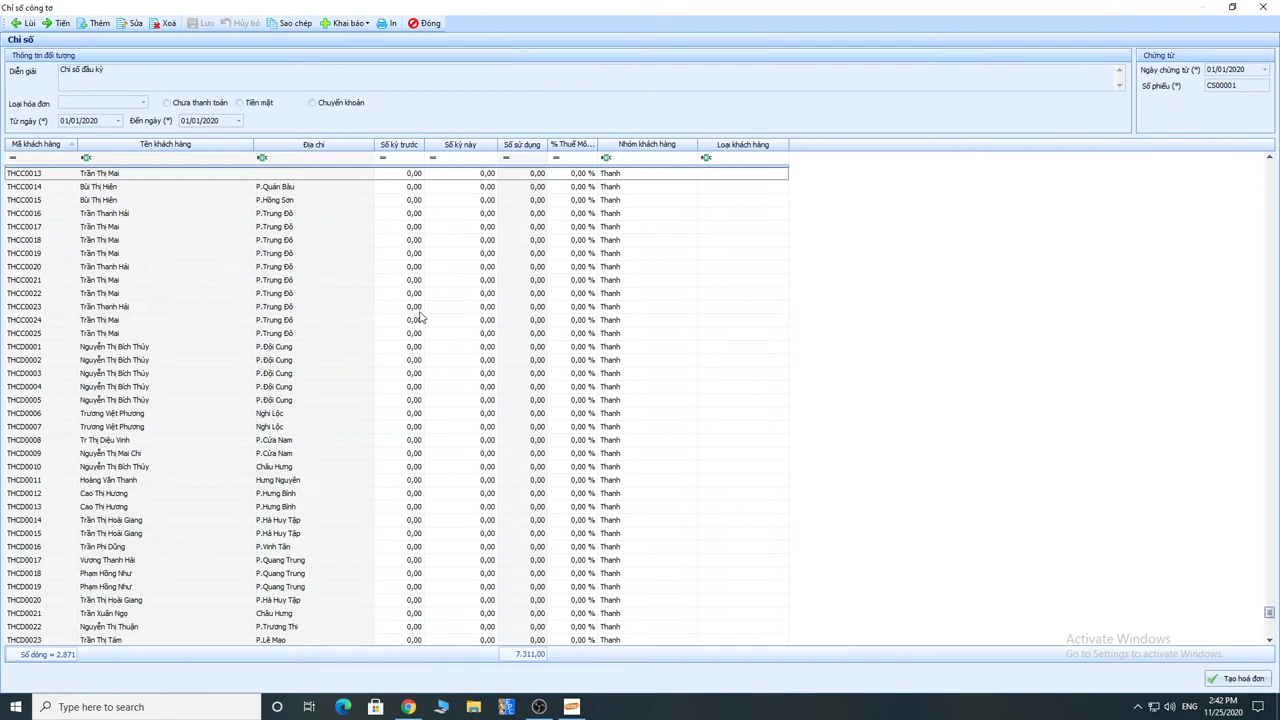 Chỉ số công tơ
Lùi Tiến Thêm Sửa Xoá Lưu Hủy bỏ Sao chép Khai báo In Đóng
Chỉ số
Thông tin đối tượng Chứng từ
Diễn giải Chỉ số đầu kỳ Ngày chứng từ (*) 01/01/2020
Số phiếu (*) CS00001
Loại hóa đơn Chưa thanh toán Tiền mặt Chuyển khoản
Từ ngày (*) 01/01/2020 Đến ngày (*) 01/01/2020
Mã khách hàng Tên khách hàng Địa chỉ Số kỳ trước Số kỳ này Số sử dụng % Thuế Mô... Nhóm khách hàng Loại khách hàng
THCC0013 Trần Thị Mai 0,00 0,00 0,00 0,00 % Thanh
THCC0014 Bùi Thị Hiên P.Quán Bàu 0,00 0,00 0,00 0,00 % Thanh
THCC0015 Bùi Thị Hiên P.Hồng Sơn 0,00 0,00 0,00 0,00 % Thanh
THCC0016 Trần Thanh Hải P.Trung Đô 0,00 0,00 0,00 0,00 % Thanh
THCC0017 Trần Thị Mai P.Trung Đô 0,00 0,00 0,00 0,00 % Thanh
THCC0018 Trần Thị Mai P.Trung Đô 0,00 0,00 0,00 0,00 % Thanh
THCC0019 Trần Thị Mai P.Trung Đô 0,00 0,00 0,00 0,00 % Thanh
THCC0020 Trần Thanh Hải P.Trung Đô 0,00 0,00 0,00 0,00 % Thanh
THCC0021 Trần Thị Mai P.Trung Đô 0,00 0,00 0,00 0,00 % Thanh
THCC0022 Trần Thị Mai P.Trung Đô 0,00 0,00 0,00 0,00 % Thanh
THCC0023 Trần Thanh Hải P.Trung Đô 0,00 0,00 0,00 0,00 % Thanh
THCC0024 Trần Thị Mai P.Trung Đô 0,00 0,00 0,00 0,00 % Thanh
THCC0025 Trần Thị Mai P.Trung Đô 0,00 0,00 0,00 0,00 % Thanh
THCD0001 Nguyễn Thị Bích Thủy P.Đội Cung 0,00 0,00 0,00 0,00 % Thanh
THCD0002 Nguyễn Thị Bích Thủy P.Đội Cung 0,00 0,00 0,00 0,00 % Thanh
THCD0003 Nguyễn Thị Bích Thủy P.Đội Cung 0,00 0,00 0,00 0,00 % Thanh
THCD0004 Nguyễn Thị Bích Thủy P.Đội Cung 0,00 0,00 0,00 0,00 % Thanh
THCD0005 Nguyễn Thị Bích Thủy P.Đội Cung 0,00 0,00 0,00 0,00 % Thanh
THCD0006 Trương Việt Phương Nghi Lộc 0,00 0,00 0,00 0,00 % Thanh
THCD0007 Trương Việt Phương Nghi Lộc 0,00 0,00 0,00 0,00 % Thanh
THCD0008 Tr Thị Diệu Vinh P.Cửa Nam 0,00 0,00 0,00 0,00 % Thanh
THCD0009 Nguyễn Thị Mai Chi P.Cửa Nam 0,00 0,00 0,00 0,00 % Thanh
THCD0010 Nguyễn Thị Bích Thủy Châu Hưng 0,00 0,00 0,00 0,00 % Thanh
THCD0011 Hoàng Văn Thanh Hưng Nguyên 0,00 0,00 0,00 0,00 % Thanh
THCD0012 Cao Thị Hương P.Hưng Bình 0,00 0,00 0,00 0,00 % Thanh
THCD0013 Cao Thị Hương P.Hưng Bình 0,00 0,00 0,00 0,00 % Thanh
THCD0014 Trần Thị Hoài Giang P.Hà Huy Tập 0,00 0,00 0,00 0,00 % Thanh
THCD0015 Trần Thị Hoài Giang P.Hà Huy Tập 0,00 0,00 0,00 0,00 % Thanh
THCD0016 Trần Phi Dũng P.Vinh Tân 0,00 0,00 0,00 0,00 % Thanh
THCD0017 Vương Thanh Hải P.Quang Trung 0,00 0,00 0,00 0,00 % Thanh
THCD0018 Phạm Hồng Như P.Quang Trung 0,00 0,00 0,00 0,00 % Thanh
THCD0019 Phạm Hồng Như P.Quang Trung 0,00 0,00 0,00 0,00 % Thanh
THCD0020 Trần Thị Hoài Giang P.Hà Huy Tập 0,00 0,00 0,00 0,00 % Thanh
THCD0021 Trần Xuân Ngọ Châu Hưng 0,00 0,00 0,00 0,00 % Thanh
THCD0022 Nguyễn Thị Thuận P.Trương Thi 0,00 0,00 0,00 0,00 % Thanh
THCD0023 Trần Thị Tám P.Lê Mao 0,00 0,00 0,00 0,00 % Thanh
Số dòng = 2.871 7.311,00
Activate Windows
Go to Settings to activate Windows.
Tạo hoá đơn
Type here to search
ENG 2:42 PM
11/25/2020